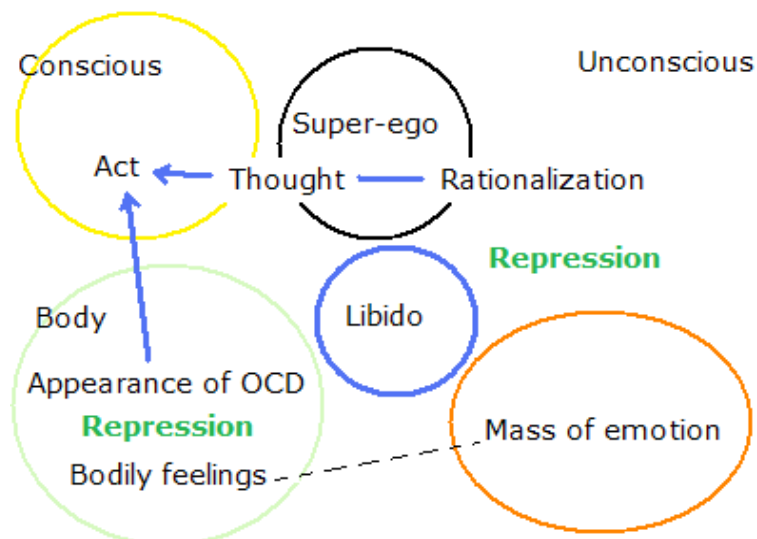 Conscious
Unconscious
Super-ego
Act
Thought
Rationalization
Repression
Body
Libido
Appearance of OCD
Repression
Mass of emotion
Bodily feelings